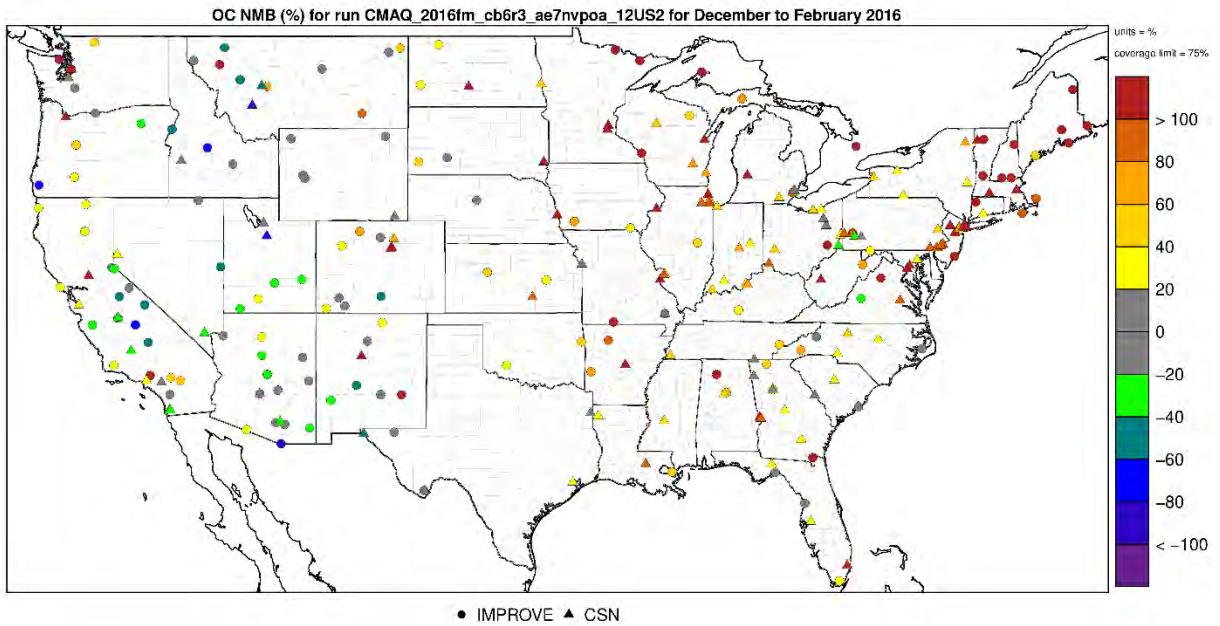 OC NMB (%) for run CMAQ_2016fm_cb6r3_ae7nvpoa_12US2 for December to February 2016
units = %
coverage limit = 75%
> 100
80
60
40
20
0
−20
−40
−60
−80
< −100
● IMPROVE ▲ CSN